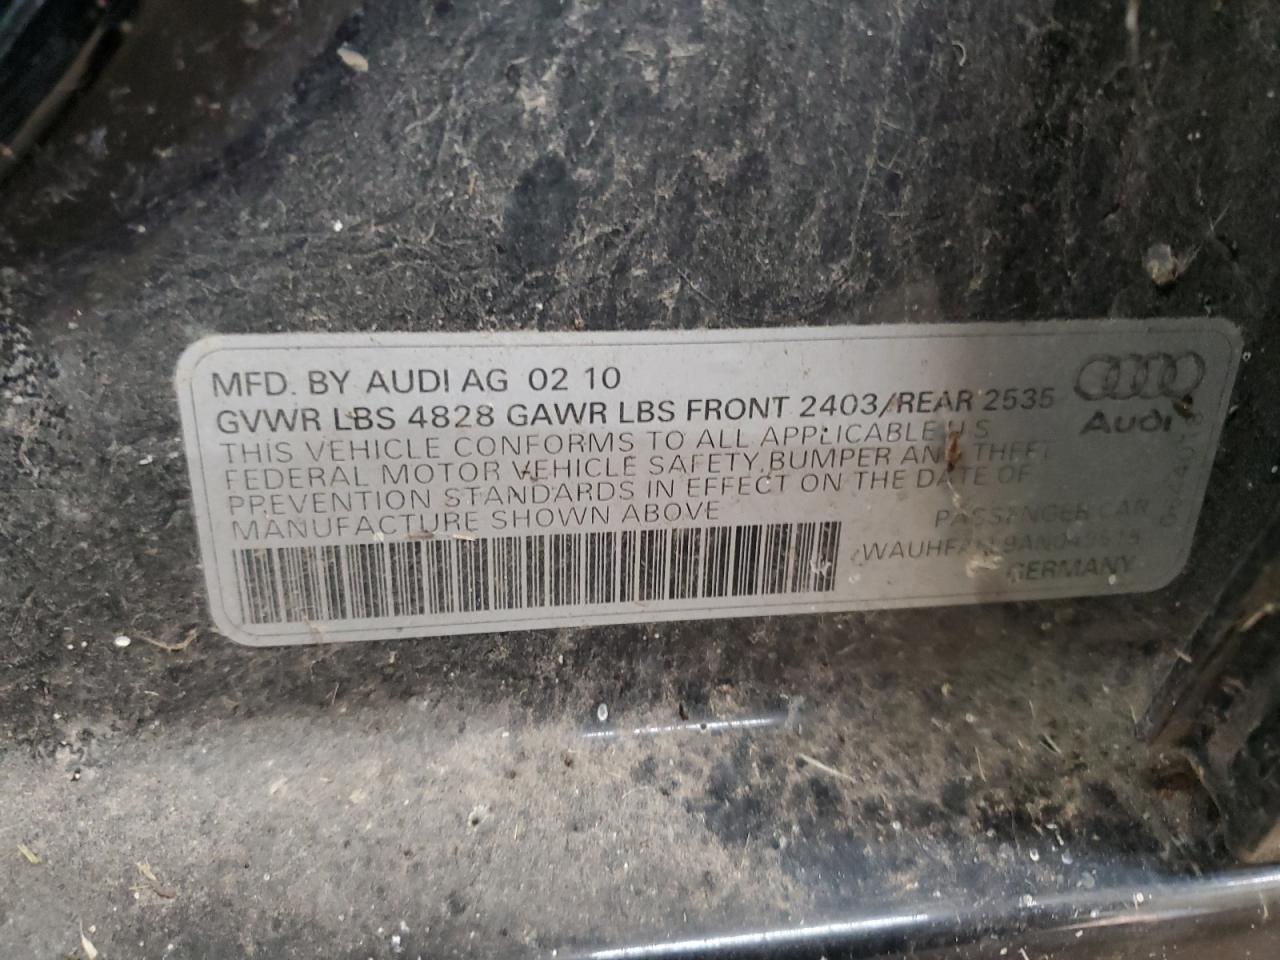 MFD. BY AUDI AG 02 10
GVWR LBS 4828 GAWR LBS FRONT 2403/REAR 2535
Audi
THIS VEHICLE CONFORMS TO ALL APPLICABLE U S
FEDERAL MOTOR VEHICLE SAFETY, BUMPER AND THEFT
PREVENTION STANDARDS IN EFFECT ON THE DATE OF
MANUFACTURE SHOWN ABOVE
PASSENGER CAR
GERMANY